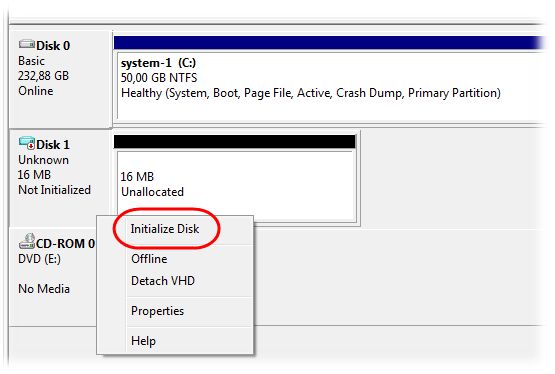 Disk 0
Basic
232,88 GB
Online
system-1 (C:)
50,00 GB NTFS
Healthy (System, Boot, Page File, Active, Crash Dump, Primary Partition)
Disk 1
Unknown
16 MB
Not Initialized
16 MB
Unallocated
CD-ROM 0
DVD (E:)
No Media
Initialize Disk
Offline
Detach VHD
Properties
Help